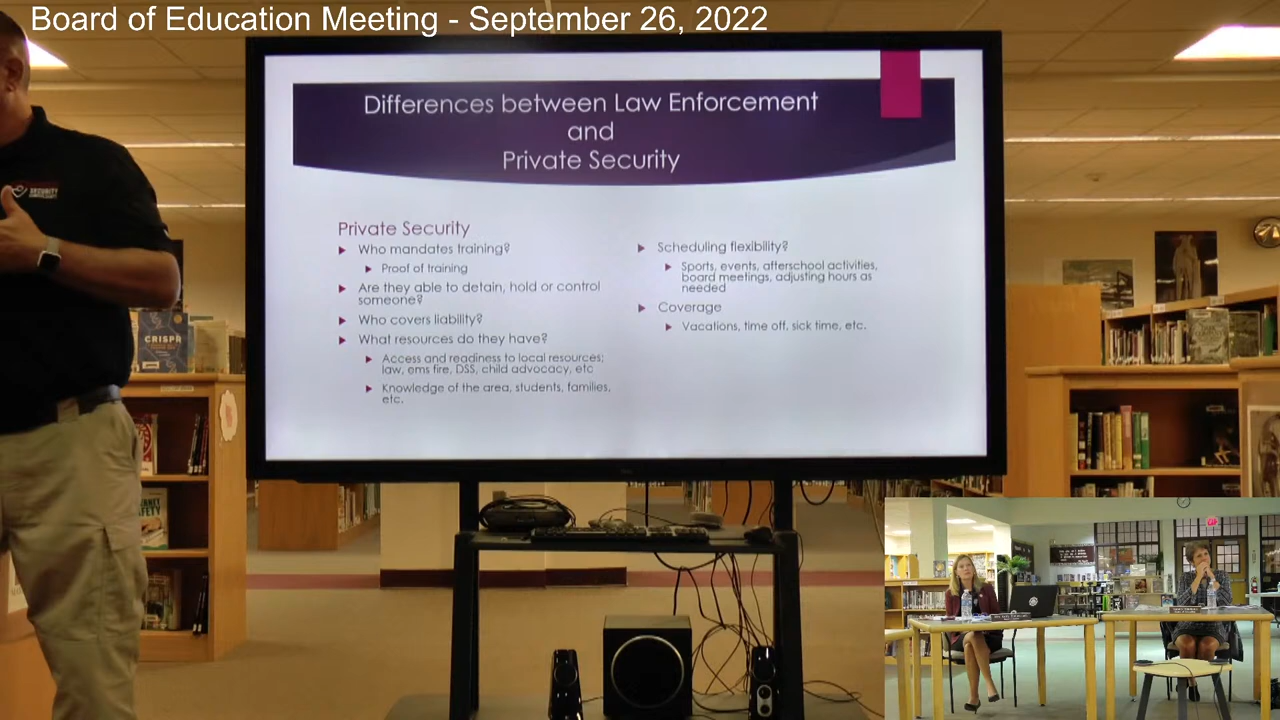 Board of Education Meeting - September 26, 2022
Differences between Law Enforcement
and
Private Security
Private Security
Who mandates training?
Proof of training
Are they able to detain, hold or control
someone?
Who covers liability?
What resources do they have?
Access and readiness to local resources;
law, ems fire, DSS, child advocacy, etc
Knowledge of the area, students, families,
etc.
Scheduling flexibility?
Sports, events, afterschool activities,
board meetings, adjusting hours as
needed
Coverage
Vacations, time off, sick time, etc.
SECURITY
CRISPR